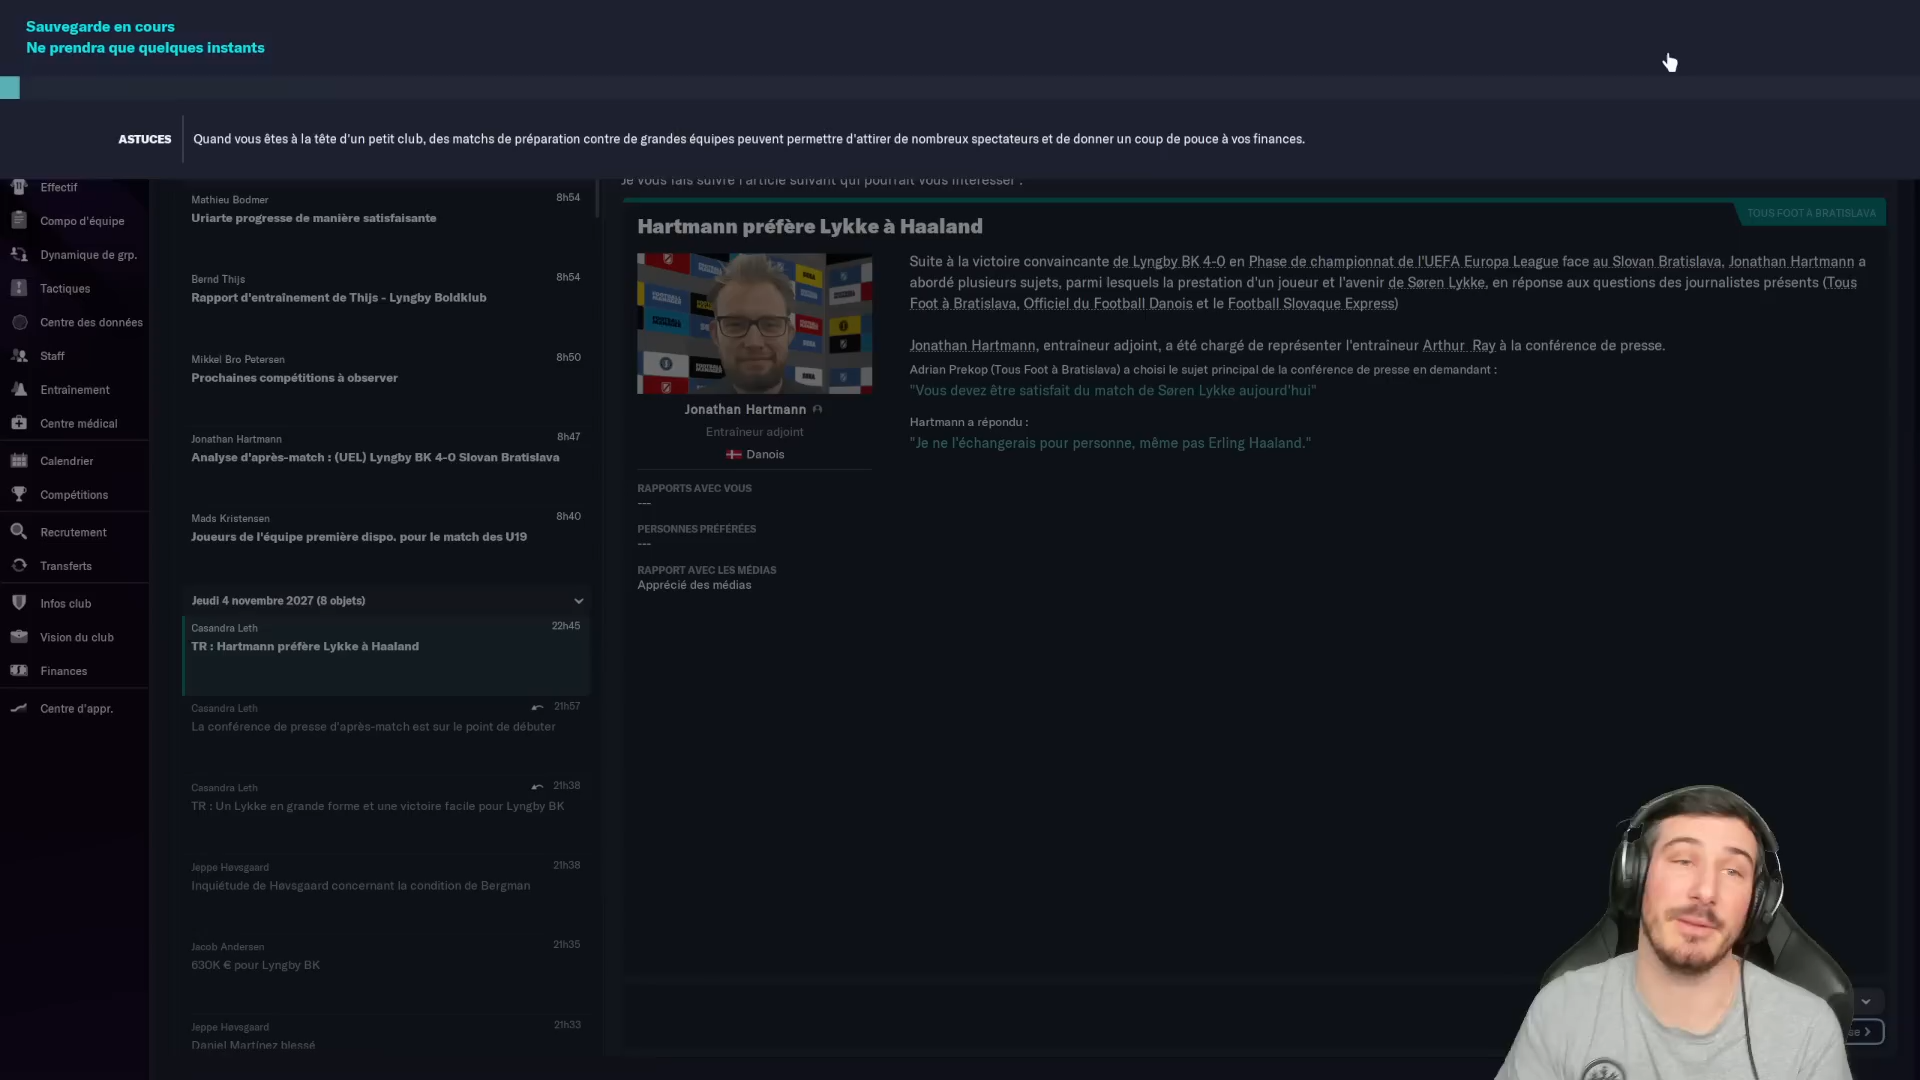 Sauvegarde en cours
Ne prendra que quelques instants
ASTUCES
Quand vous êtes à la tête d'un petit club, des matchs de préparation contre de grandes équipes peuvent permettre d'attirer de nombreux spectateurs et de donner un coup de pouce à vos finances.
Effectif
Compo d'équipe
Dynamique de grp.
Tactiques
Centre des données
Staff
Entraînement
Centre médical
Calendrier
Compétitions
Recrutement
Transferts
Infos club
Vision du club
Finances
Centre d'appr.
Mathieu Bodmer
8h54
Uriarte progresse de manière satisfaisante
Bernd Thijs
8h54
Rapport d'entraînement de Thijs - Lyngby Boldklub
Mikkel Bro Petersen
8h50
Prochaines compétitions à observer
Jonathan Hartmann
8h47
Analyse d'après-match : (UEL) Lyngby BK 4-0 Slovan Bratislava
Mads Kristensen
8h40
Joueurs de l'équipe première dispo. pour le match des U19
Jeudi 4 novembre 2027 (8 objets)
Casandra Leth
22h45
TR : Hartmann préfère Lykke à Haaland
Casandra Leth
21h57
La conférence de presse d'après-match est sur le point de débuter
Casandra Leth
21h38
TR : Un Lykke en grande forme et une victoire facile pour Lyngby BK
Jeppe Høvsgaard
21h38
Inquiétude de Høvsgaard concernant la condition de Bergman
Jacob Andersen
21h35
630K € pour Lyngby BK
Jeppe Høvsgaard
21h33
Daniel Martínez blessé
Je vous fais suivre l'article suivant qui pourrait vous intéresser :
TOUS FOOT À BRATISLAVA
Hartmann préfère Lykke à Haaland
Jonathan Hartmann
Entraîneur adjoint
Danois
RAPPORTS AVEC VOUS
---
PERSONNES PRÉFÉRÉES
---
RAPPORT AVEC LES MÉDIAS
Apprécié des médias
Suite à la victoire convaincante de Lyngby BK 4-0 en Phase de championnat de l'UEFA Europa League face au Slovan Bratislava, Jonathan Hartmann a
abordé plusieurs sujets, parmi lesquels la prestation d'un joueur et l'avenir de Søren Lykke, en réponse aux questions des journalistes présents (Tous
Foot à Bratislava, Officiel du Football Danois et le Football Slovaque Express)
Jonathan Hartmann, entraîneur adjoint, a été chargé de représenter l'entraîneur Arthur Ray à la conférence de presse.
Adrian Prekop (Tous Foot à Bratislava) a choisi le sujet principal de la conférence de presse en demandant :
"Vous devez être satisfait du match de Søren Lykke aujourd'hui"
Hartmann a répondu :
"Je ne l'échangerais pour personne, même pas Erling Haaland."